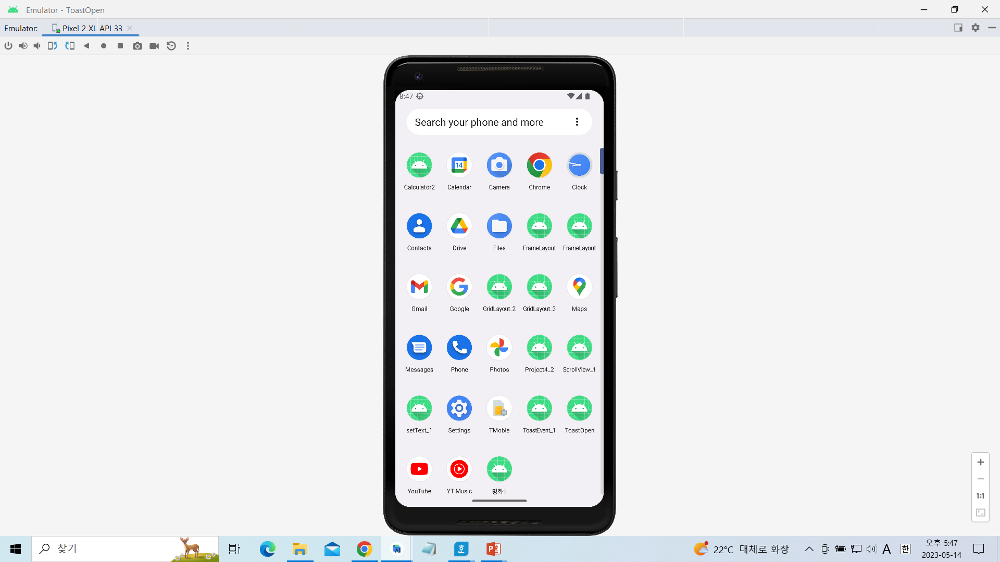 Emulator - ToastOpen
Emulator: Pixel 2 XL API 33
8:47
Search your phone and more
14
Calculator2 Calendar Camera Chrome Clock
Contacts Drive Files FrameLayout FrameLayout
Gmail Google GridLayout_2 GridLayout_3 Maps
Messages Phone Photos Project4_2 ScrollView_1
setText_1 Settings TMoble ToastEvent_1 ToastOpen
YouTube YT Music 명화1
1:1
찾기
22°C 대체로 화창
A 한
오후 5:47
2023-05-14